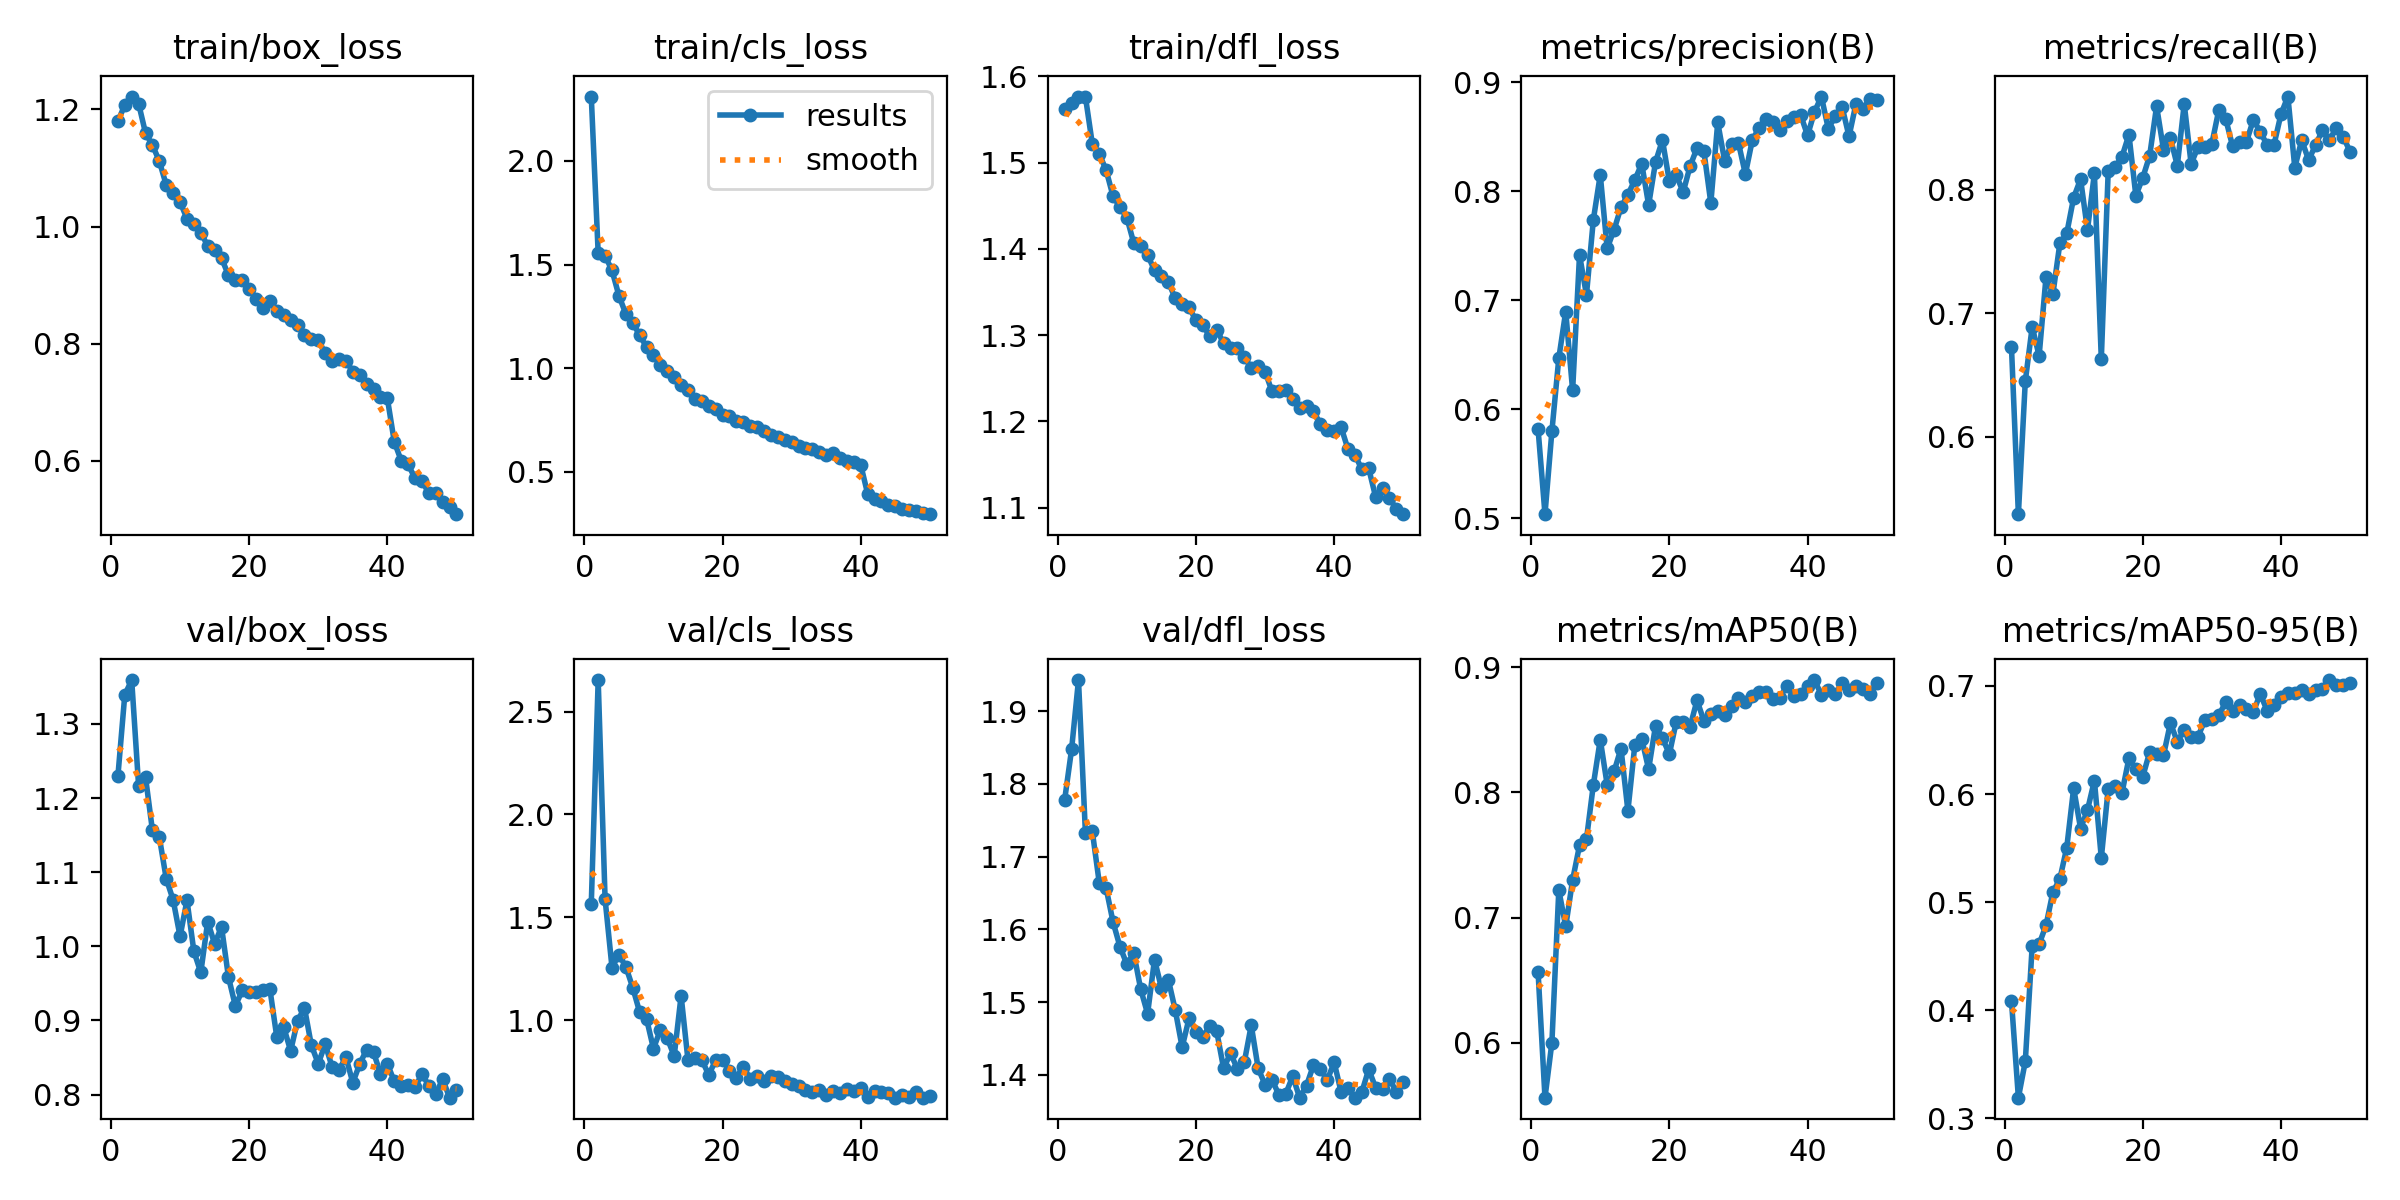 train/box_loss
1.2
1.0
0.8
0.6
0 20 40
train/cls_loss
results
smooth
2.0
1.5
1.0
0.5
0 20 40
train/dfl_loss
1.6
1.5
1.4
1.3
1.2
1.1
0 20 40
metrics/precision(B)
0.9
0.8
0.7
0.6
0.5
0 20 40
metrics/recall(B)
0.8
0.7
0.6
0 20 40
val/box_loss
1.3
1.2
1.1
1.0
0.9
0.8
0 20 40
val/cls_loss
2.5
2.0
1.5
1.0
0 20 40
val/dfl_loss
1.9
1.8
1.7
1.6
1.5
1.4
0 20 40
metrics/mAP50(B)
0.9
0.8
0.7
0.6
0 20 40
metrics/mAP50-95(B)
0.7
0.6
0.5
0.4
0.3
0 20 40